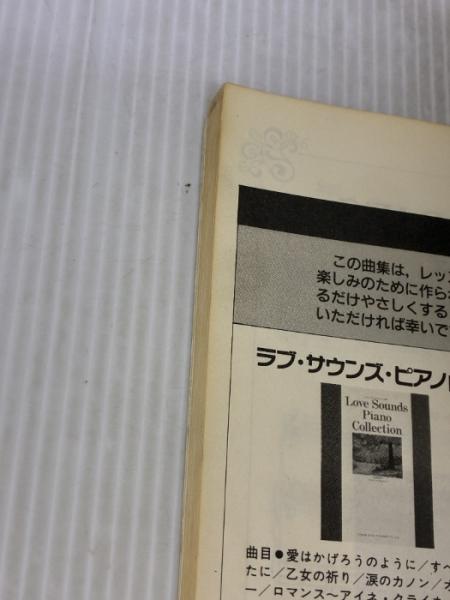 この曲集は，レッ
楽しみのために作ら
るだけやさしくする
いただければ幸いで
ラブ・サウンズ・ピアノ
Love Sounds
Piano
Collection
曲目●愛はかげろうのように／すべ
たに／乙女の祈り／涙のカノン／
ー／ロマンス〜アイネ・クライ